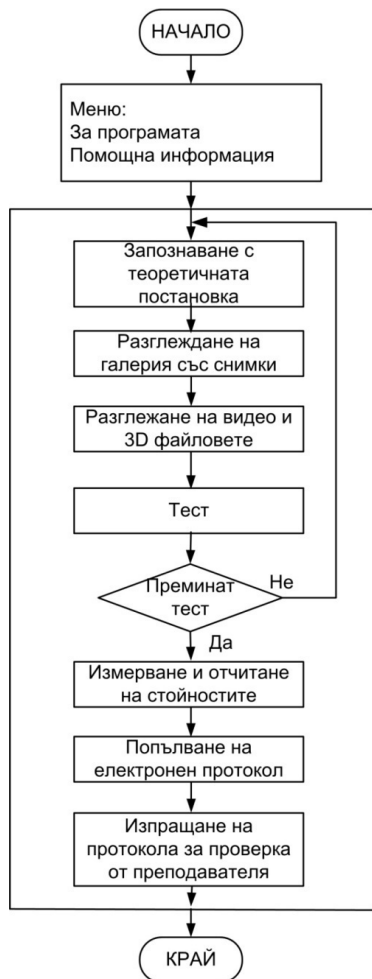 НАЧАЛО
Меню:
За програмата
Помощна информация
Запознаване с
теоретичната
постановка
Разглеждане на
галерия със снимки
Разглежане на видео и
3D файловете
Тест
Преминат
тест
Не
Да
Измерване и отчитане
на стойностите
Попълване на
електронен протокол
Изпращане на
протокола за проверка
от преподавателя
КРАЙ